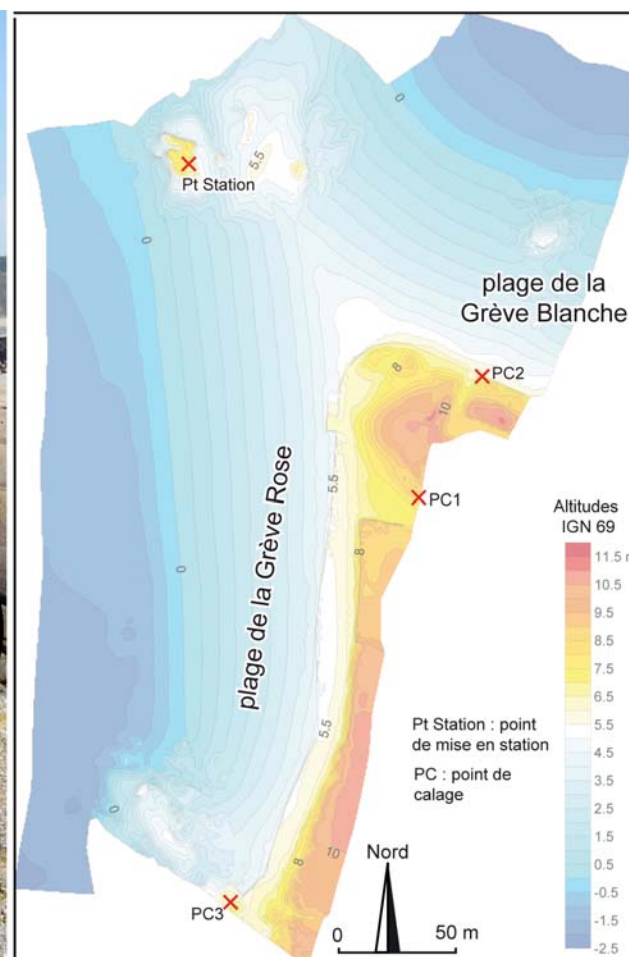 0
5.5
Pt Station
0
plage de la
Grève Blanche
PC2
8
10
5.5
PC1
plage de la Grève Rose
8
0
Altitudes
IGN 69
11.5 m
10.5
9.5
8.5
7.5
6.5
5.5
4.5
3.5
2.5
1.5
0.5
-0.5
-1.5
-2.5
Pt Station : point
de mise en station
PC : point de
calage
5.5
0
8
10
Nord
PC3
0 50 m